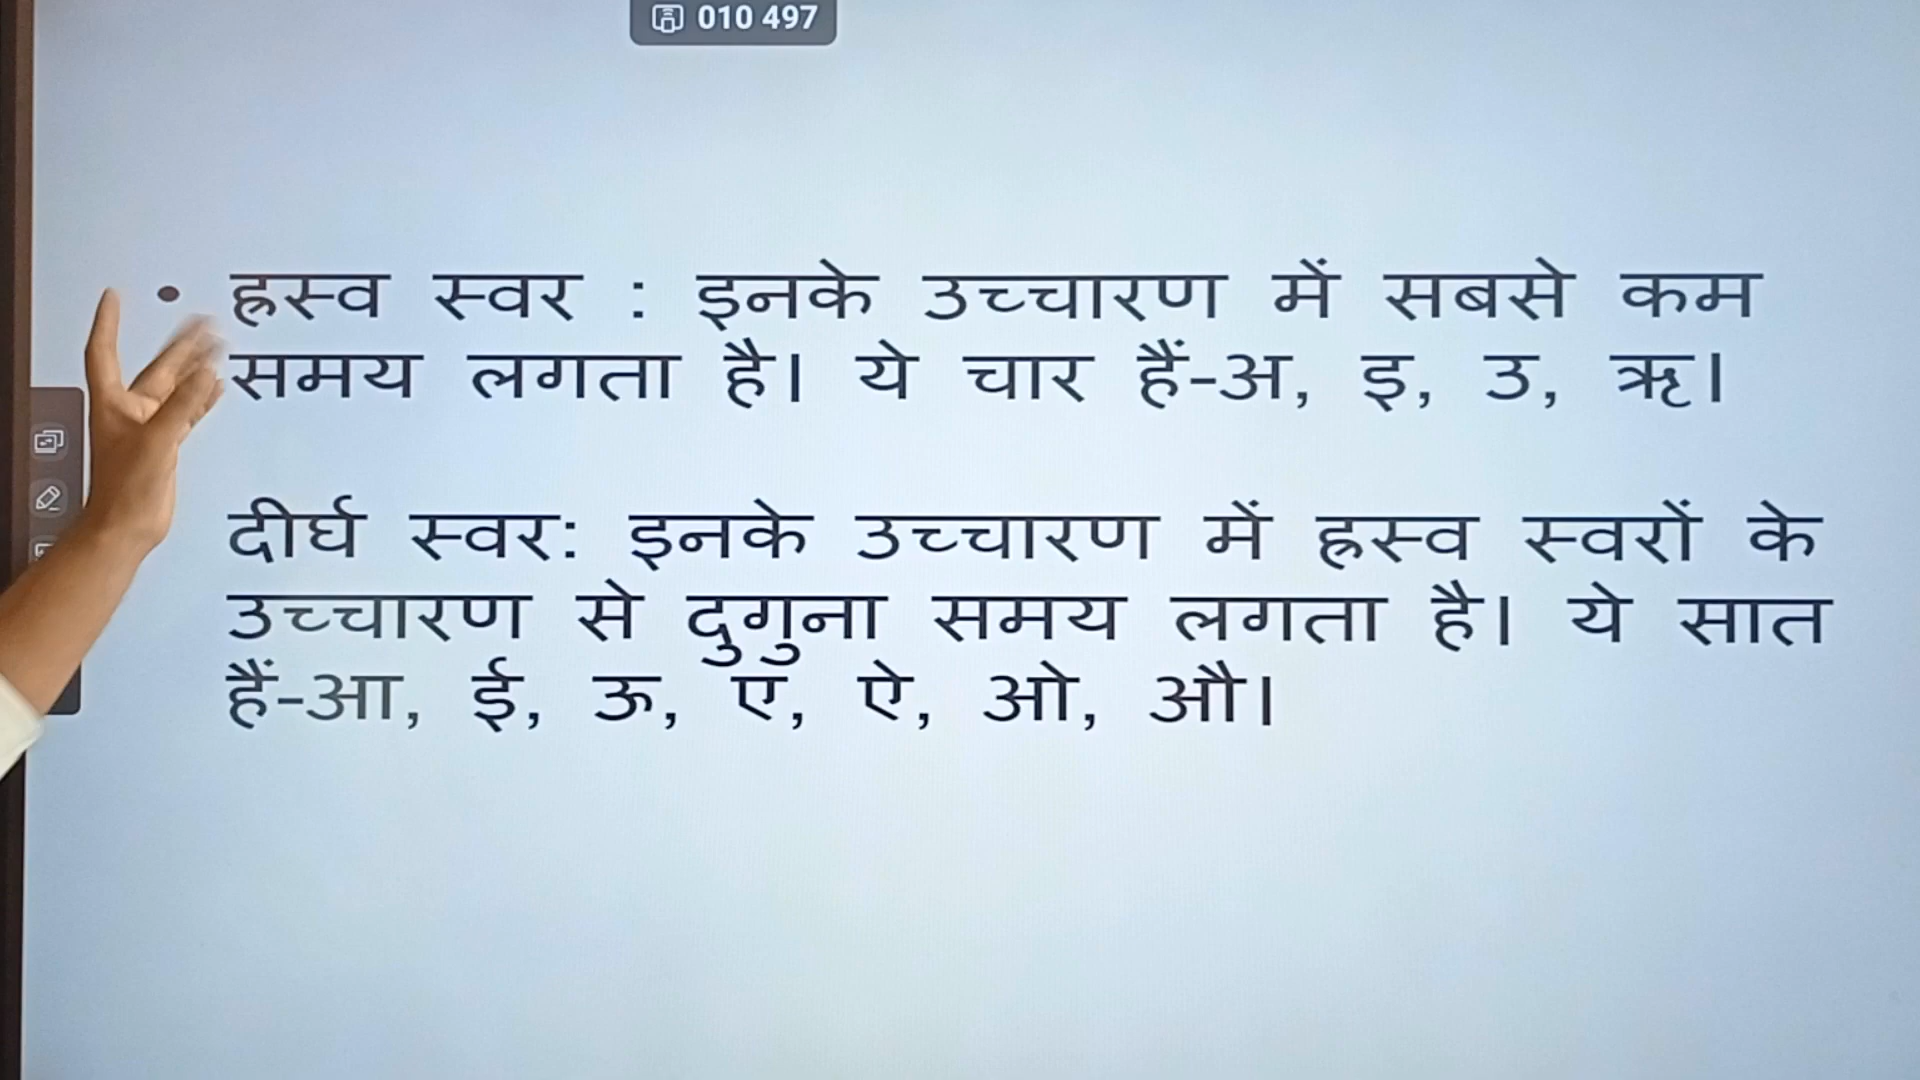 010 497
• ह्रस्व स्वर : इनके उच्चारण में सबसे कम
समय लगता है। ये चार हैं-अ, इ, उ, ऋ।
दीर्घ स्वर: इनके उच्चारण में ह्रस्व स्वरों के
उच्चारण से दुगुना समय लगता है। ये सात
हैं-आ, ई, ऊ, ए, ऐ, ओ, औ।